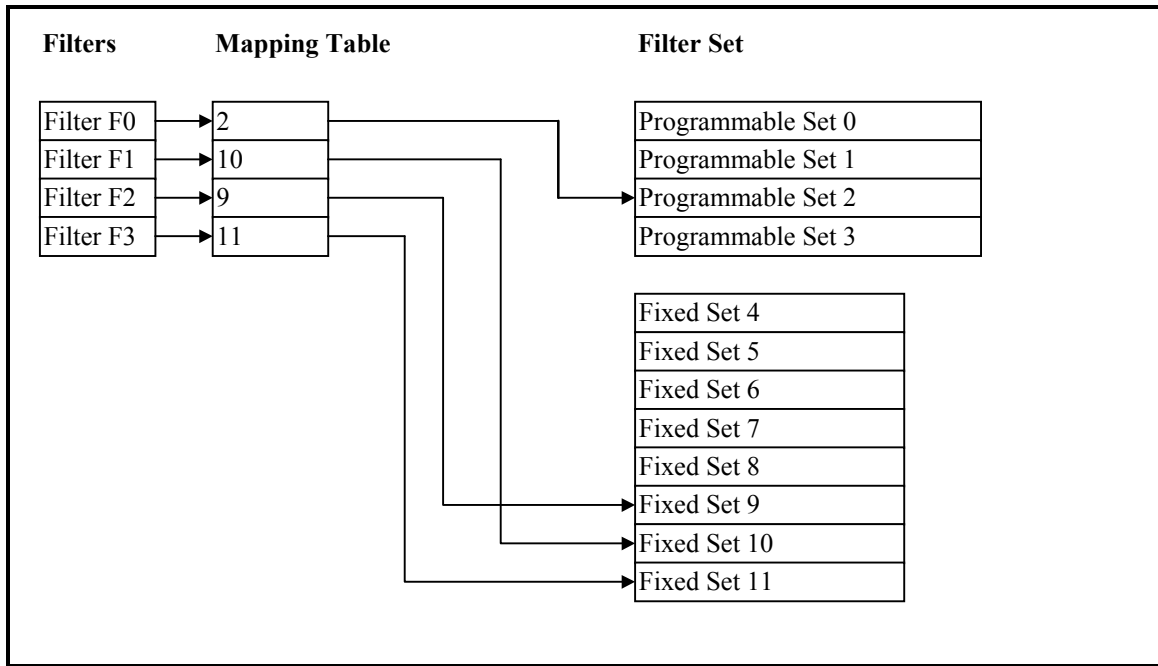 Filters Mapping Table Filter Set
Filter F0 2 Programmable Set 0
Filter F1 10 Programmable Set 1
Filter F2 9 Programmable Set 2
Filter F3 11 Programmable Set 3
Fixed Set 4
Fixed Set 5
Fixed Set 6
Fixed Set 7
Fixed Set 8
Fixed Set 9
Fixed Set 10
Fixed Set 11